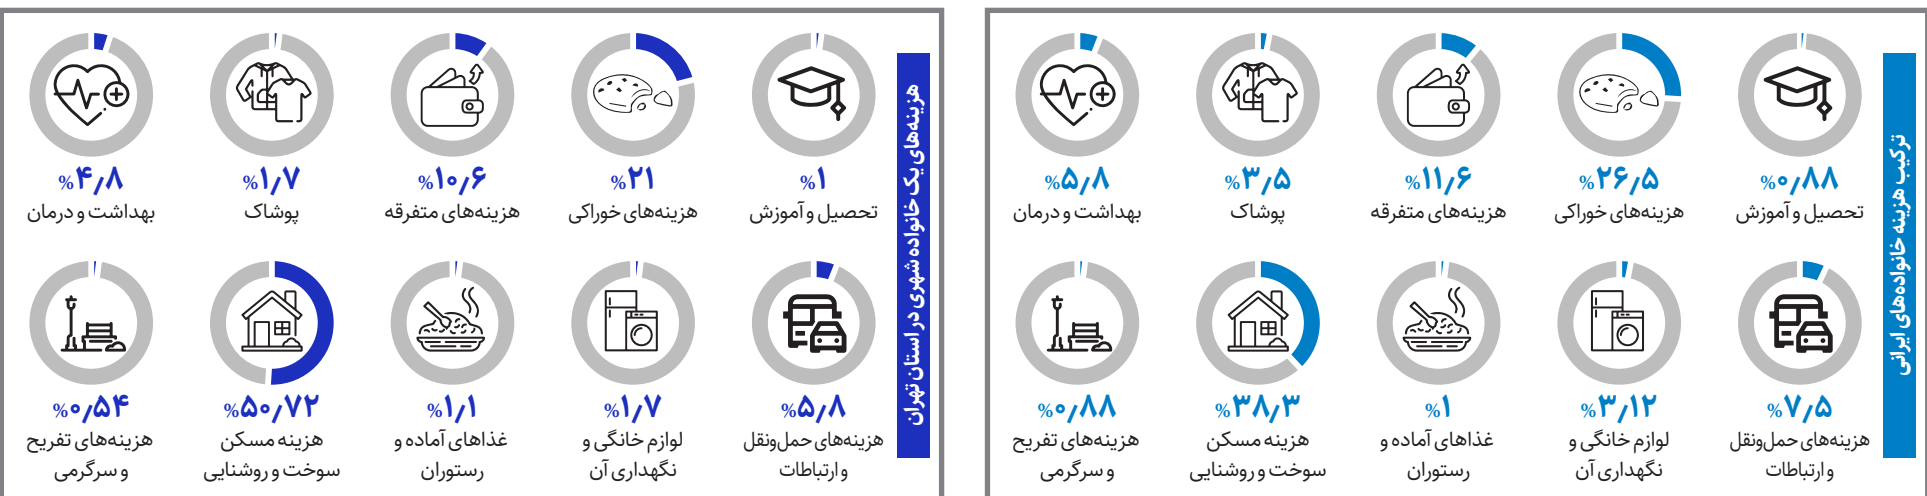 ترکیب هزینه خانواده‌های ایرانی
%۰٫۸۸
تحصیل و آموزش
%۲۶٫۵
هزینه‌های خوراکی
%۱۱٫۶
هزینه‌های متفرقه
%۳٫۵
پوشاک
%۵٫۸
بهداشت و درمان
%۷٫۵
هزینه‌های حمل‌ونقل
و ارتباطات
%۳٫۱۲
لوازم خانگی و
نگهداری آن
%۱
غذاهای آماده و
رستوران
%۳۸٫۳
هزینه مسکن
سوخت و روشنایی
%۰٫۸۸
هزینه‌های تفریح
و سرگرمی
هزینه‌های یک خانواده شهری در استان تهران
%۱
تحصیل و آموزش
%۲۱
هزینه‌های خوراکی
%۱۰٫۶
هزینه‌های متفرقه
%۱٫۷
پوشاک
%۴٫۸
بهداشت و درمان
%۵٫۸
هزینه‌های حمل‌ونقل
و ارتباطات
%۱٫۷
لوازم خانگی و
نگهداری آن
%۱٫۱
غذاهای آماده و
رستوران
%۵۰٫۷۲
هزینه مسکن
سوخت و روشنایی
%۰٫۵۴
هزینه‌های تفریح
و سرگرمی